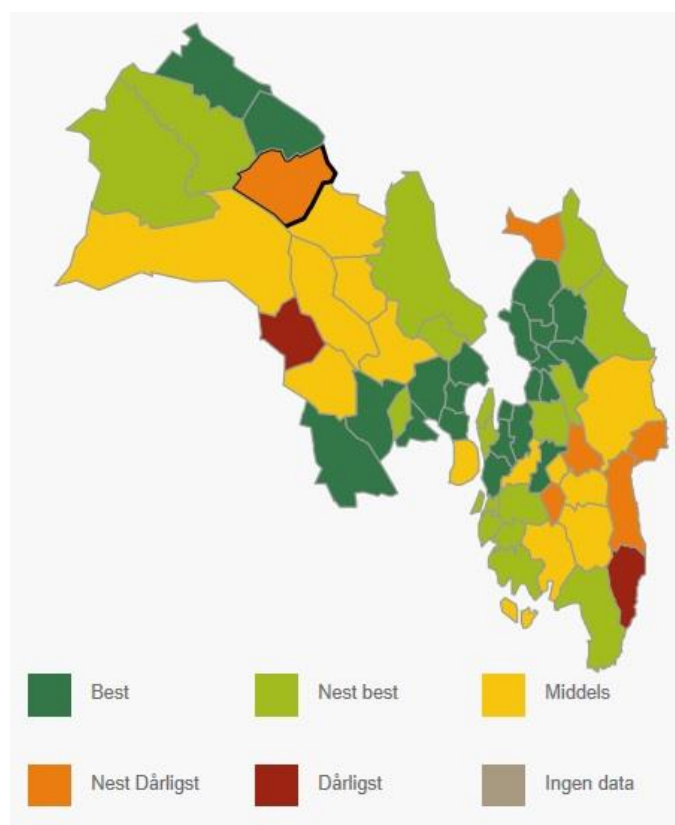 Best
Nest best
Middels
Nest Dårligst
Dårligst
Ingen data